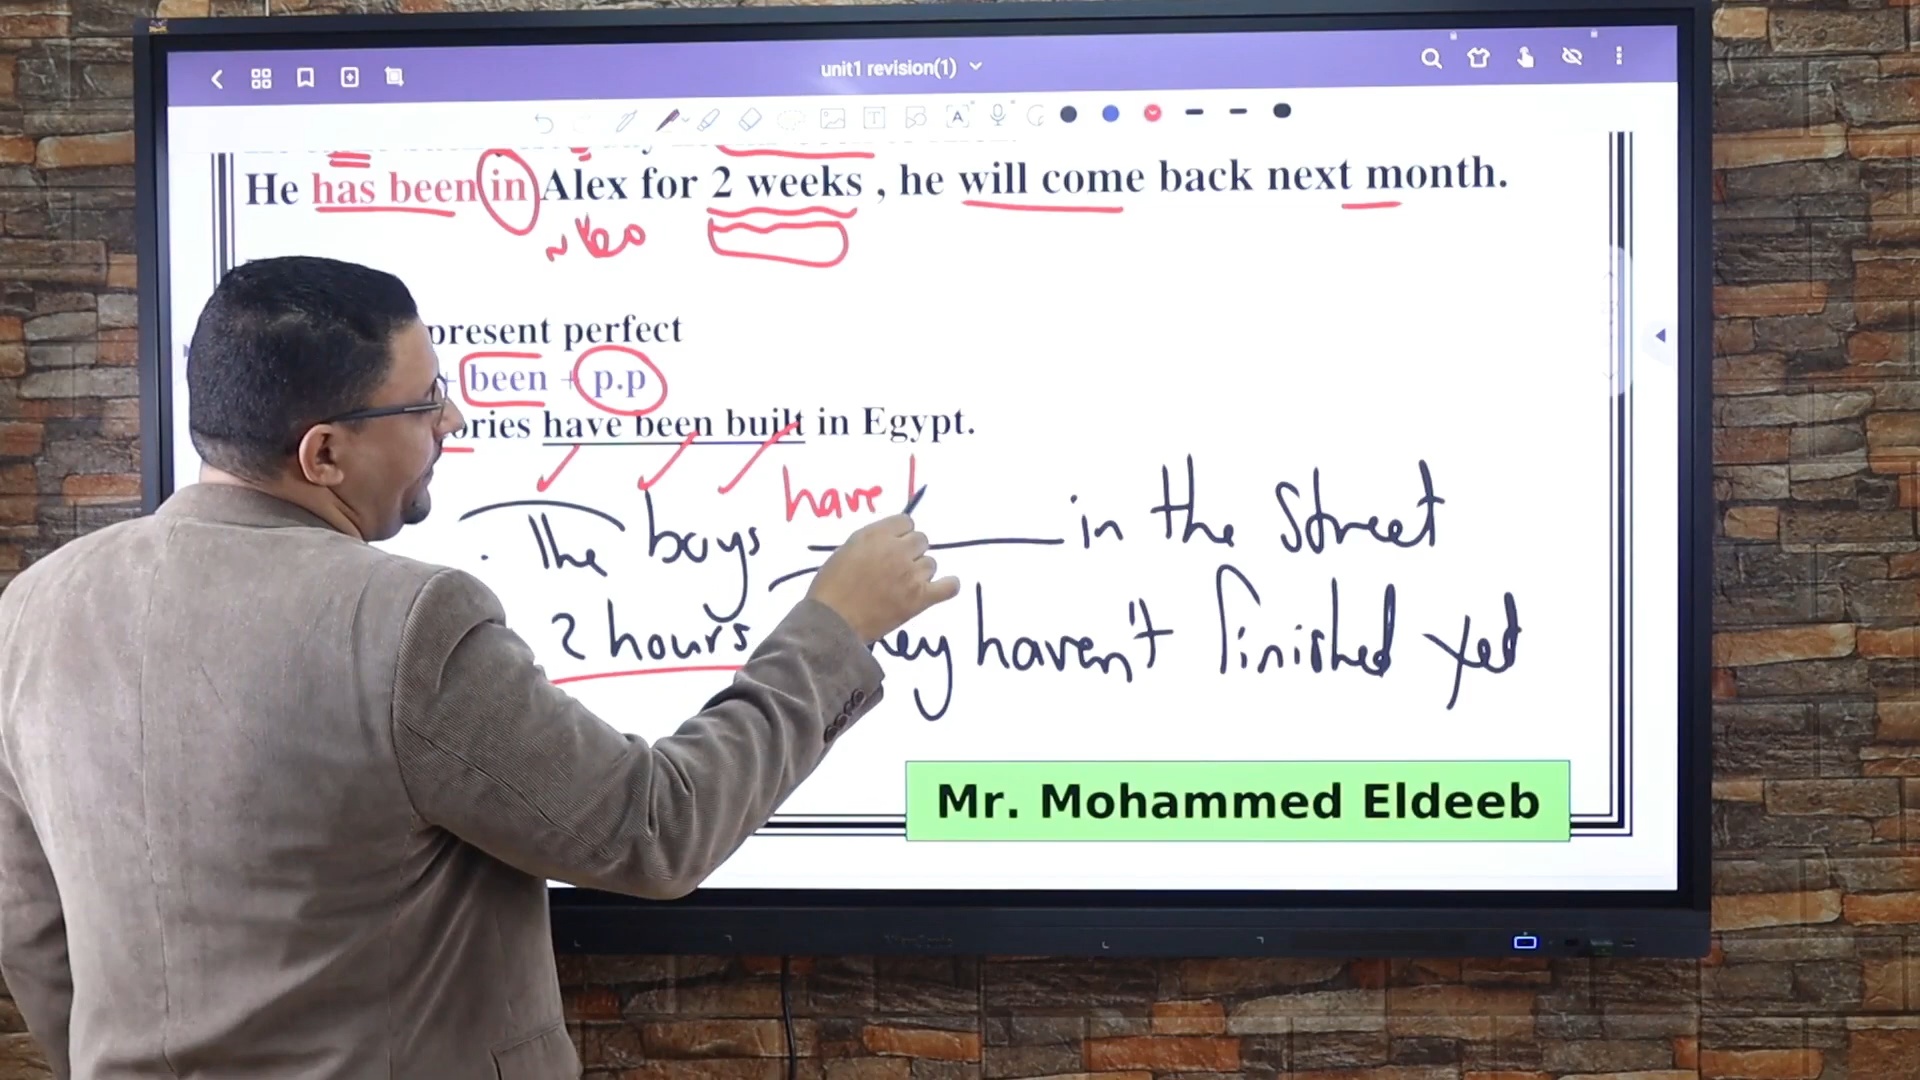 unit1 revision(1)
He has been in Alex for 2 weeks , he will come back next month.
present perfect
+ been + p.p
ories have been built in Egypt.
have
The boys in the Street
2 hours hey haven't finished yet
Mr. Mohammed Eldeeb